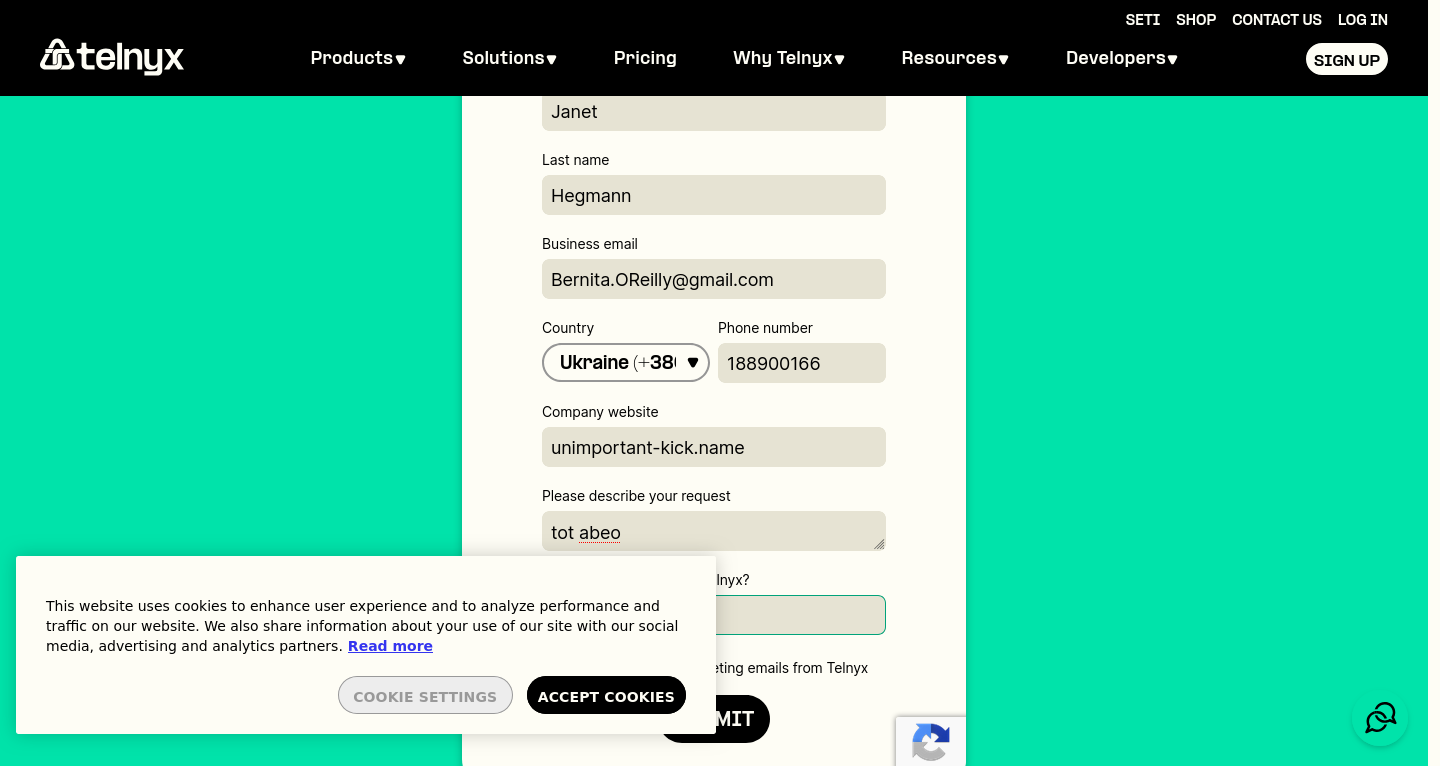 SETI SHOP CONTACT US LOG IN
telnyx Products Solutions Pricing Why Telnyx Resources Developers SIGN UP
Janet
Last name
Hegmann
Business email
Bernita.OReilly@gmail.com
Country Phone number
Ukraine (+38 188900166
Company website
unimportant-kick.name
Please describe your request
tot abeo
lnyx?
This website uses cookies to enhance user experience and to analyze performance and
traffic on our website. We also share information about your use of our site with our social
media, advertising and analytics partners. Read more
eting emails from Telnyx
COOKIE SETTINGS ACCEPT COOKIES
MIT